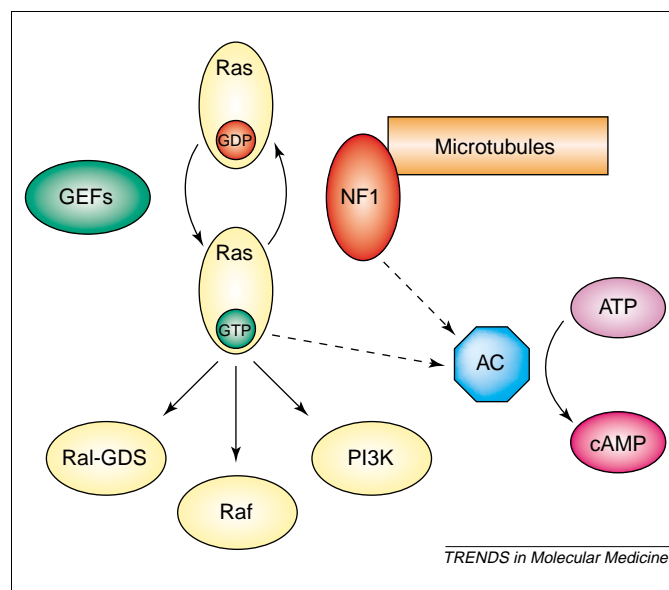 Ras
GDP
GEFs
Microtubules
NF1
Ras
GTP
ATP
AC
cAMP
Ral-GDS
PI3K
Raf
TRENDS in Molecular Medicine